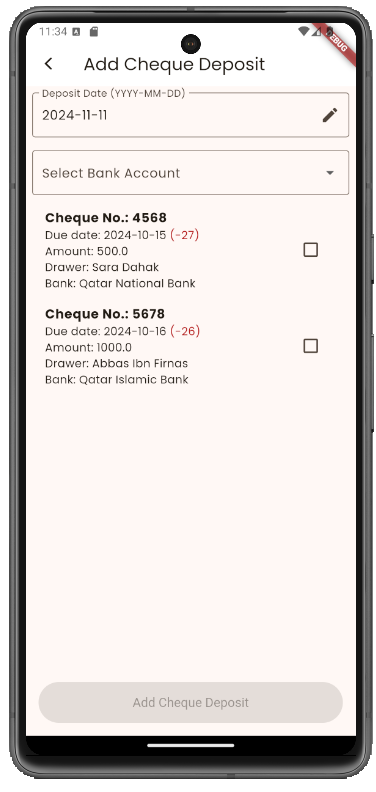 11:34
DEBUG
Add Cheque Deposit
Deposit Date (YYYY-MM-DD)
2024-11-11
Select Bank Account
Cheque No.: 4568
Due date: 2024-10-15 (-27)
Amount: 500.0
Drawer: Sara Dahak
Bank: Qatar National Bank
Cheque No.: 5678
Due date: 2024-10-16 (-26)
Amount: 1000.0
Drawer: Abbas Ibn Firnas
Bank: Qatar Islamic Bank
Add Cheque Deposit